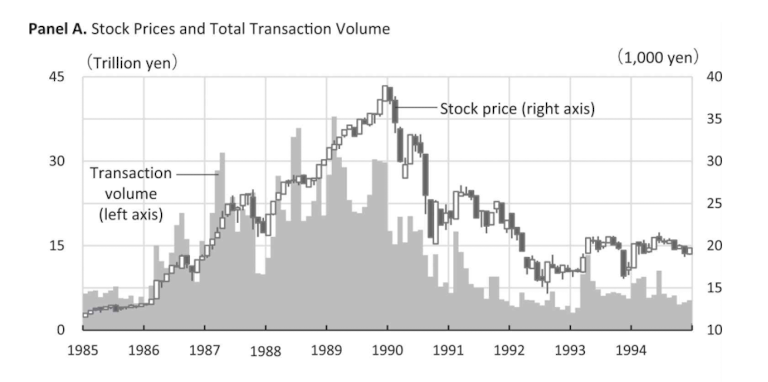 Panel A. Stock Prices and Total Transaction Volume
(Trillion yen)
(1,000 yen)
45
40
Stock price (right axis)
35
30
30
Transaction
volume
(left axis)
25
15
20
15
0
10
1985 1986 1987 1988 1989 1990 1991 1992 1993 1994